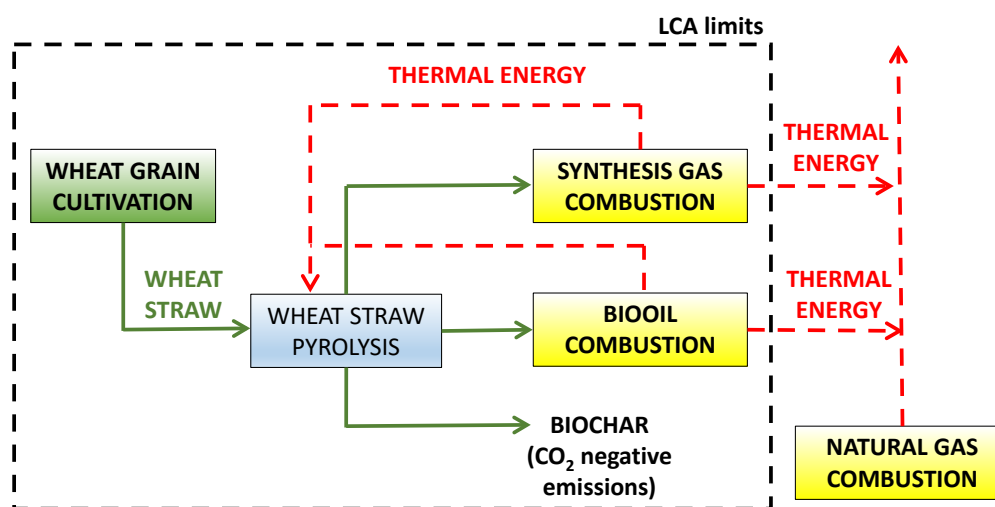 LCA limits
THERMAL ENERGY
WHEAT GRAIN
CULTIVATION
SYNTHESIS GAS
COMBUSTION
THERMAL
ENERGY
WHEAT
STRAW
WHEAT STRAW
PYROLYSIS
BIOOIL
COMBUSTION
THERMAL
ENERGY
BIOCHAR
(CO₂ negative
emissions)
NATURAL GAS
COMBUSTION